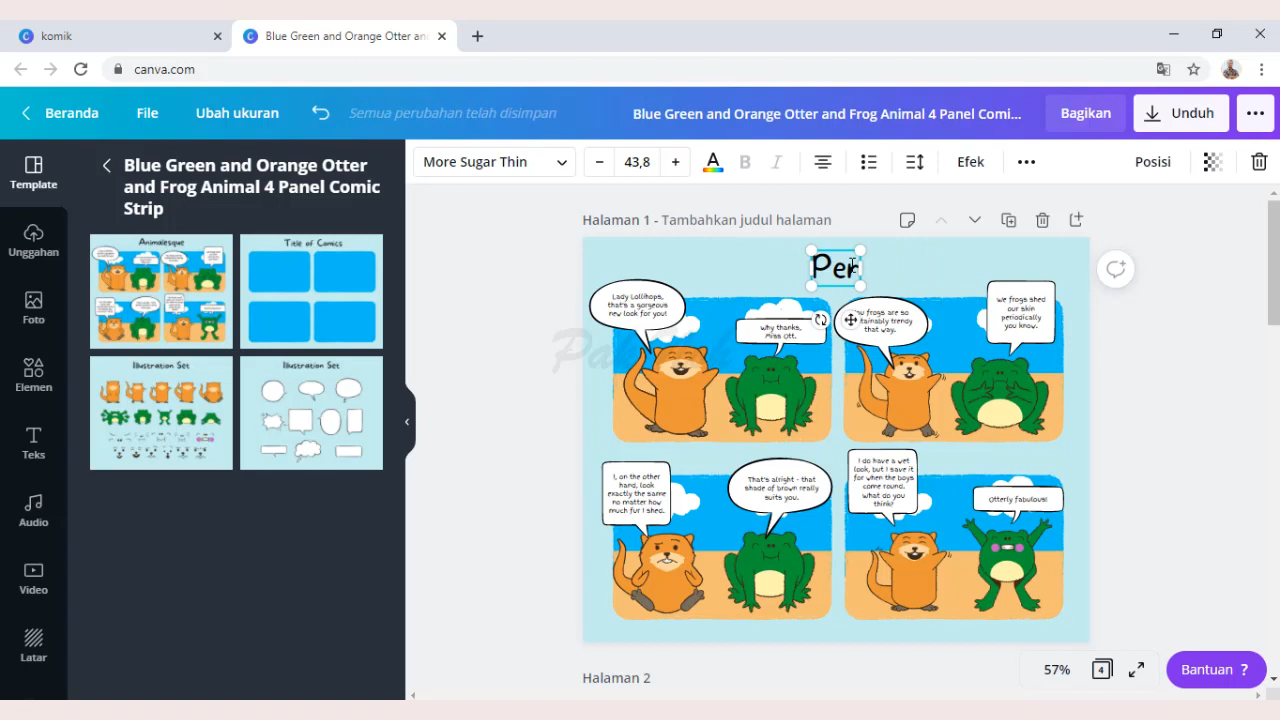 komik
Blue Green and Orange Otter an
canva.com
Beranda File Ubah ukuran Semua perubahan telah disimpan Blue Green and Orange Otter and Frog Animal 4 Panel Comi... Bagikan Unduh
Template
Unggahan
Foto
Elemen
Teks
Audio
Video
Latar
Blue Green and Orange Otter
and Frog Animal 4 Panel Comic
Strip
Animalesque
Title of Comics
Illustration Set
Illustration Set
More Sugar Thin 43,8 A B I Efek Posisi
Halaman 1 - Tambahkan judul halaman
Per
Lady Lollihops,
that's a gorgeous
new look for you!
Why thanks,
Miss Ott.
You frogs are so
that way.
We frogs shed
our skin
periodically
you know.
I, on the other
hand, look
exactly the same
no matter how
much fur I shed.
That's alright - that
shade of brown really
suits you.
I do have a wet
look, but I save it
for when the boys
come round.
What do you
think?
Otterly fabulous!
Halaman 2
57% 4 Bantuan ?